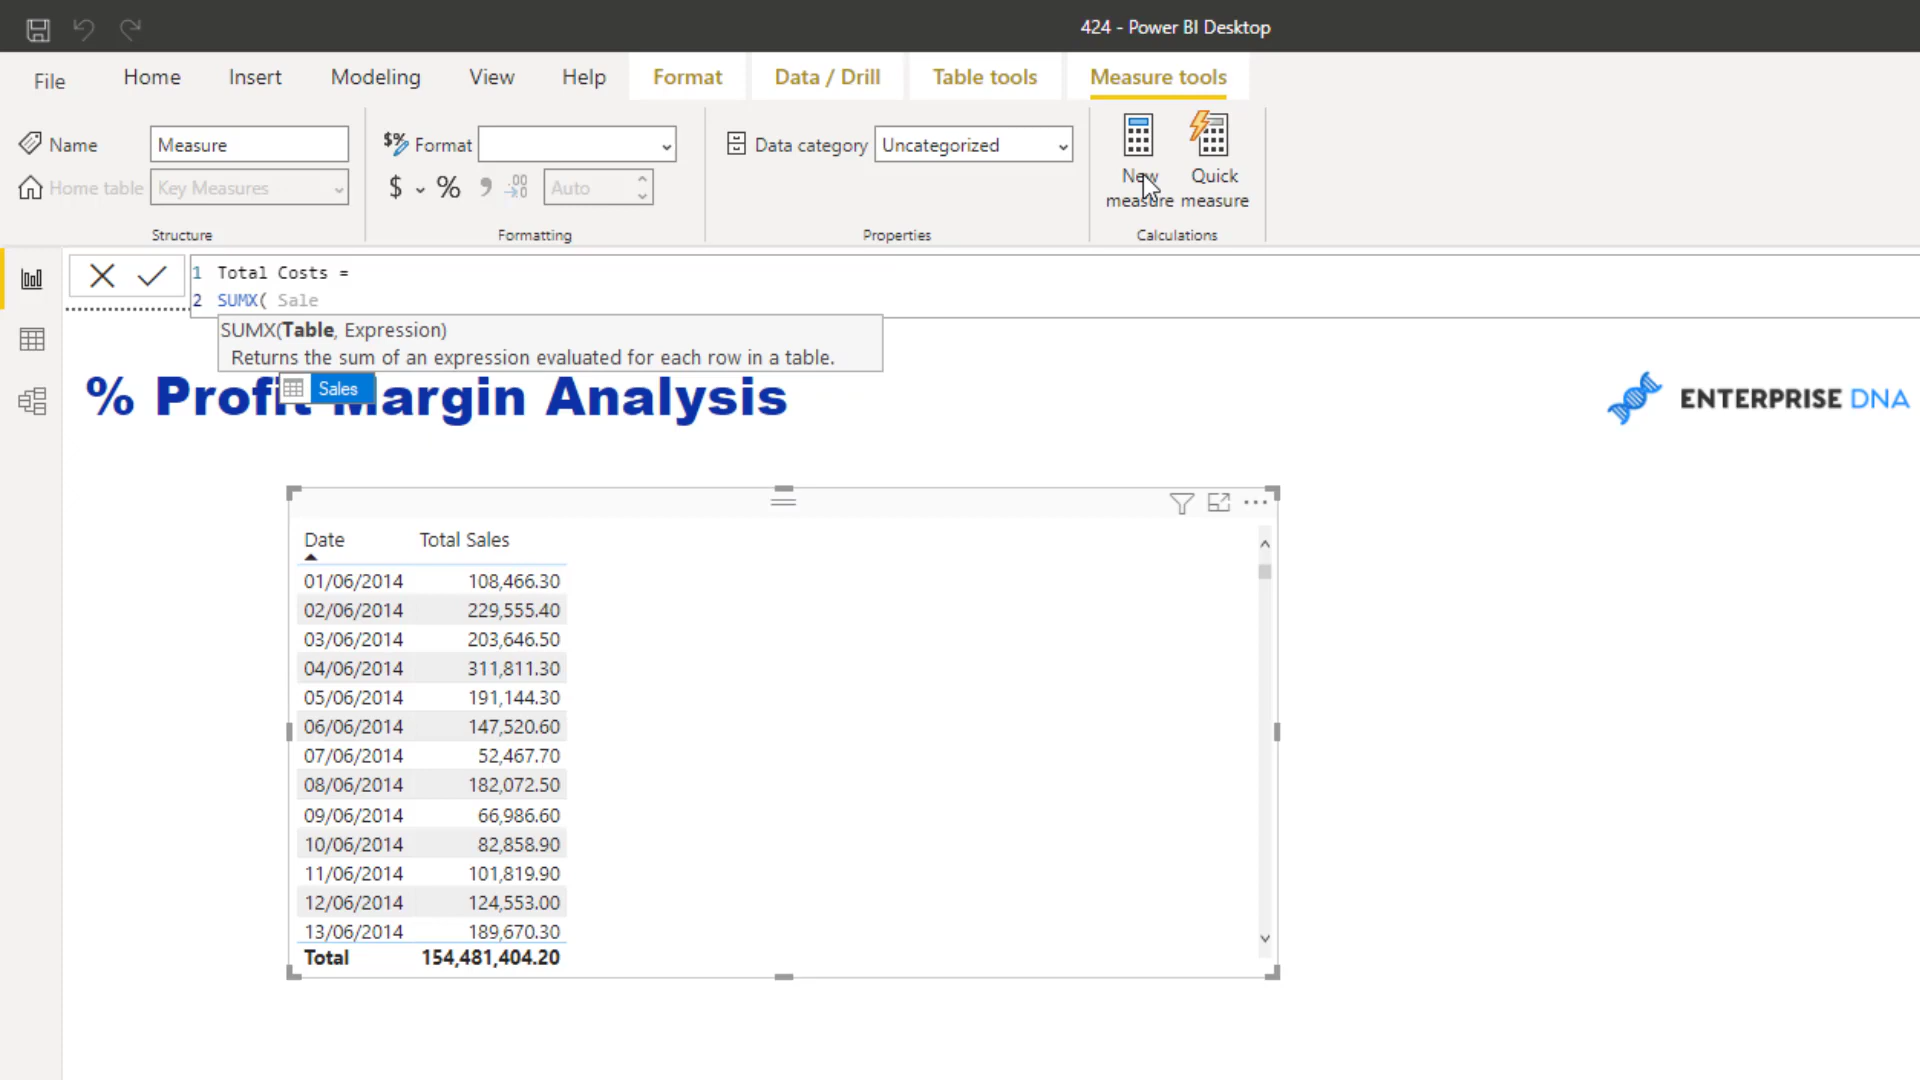 424 - Power BI Desktop
File Home Insert Modeling View Help Format Data / Drill Table tools Measure tools
Name Measure $% Format Data category Uncategorized
Home table Key Measures $ % 9 .00 Auto
New measure
Quick measure
Structure Formatting Properties Calculations
1 Total Costs =
2 SUMX( Sale
SUMX(Table, Expression)
Returns the sum of an expression evaluated for each row in a table.
Sales
% Profit Margin Analysis
ENTERPRISE DNA
Date Total Sales
01/06/2014 108,466.30
02/06/2014 229,555.40
03/06/2014 203,646.50
04/06/2014 311,811.30
05/06/2014 191,144.30
06/06/2014 147,520.60
07/06/2014 52,467.70
08/06/2014 182,072.50
09/06/2014 66,986.60
10/06/2014 82,858.90
11/06/2014 101,819.90
12/06/2014 124,553.00
13/06/2014 189,670.30
Total 154,481,404.20